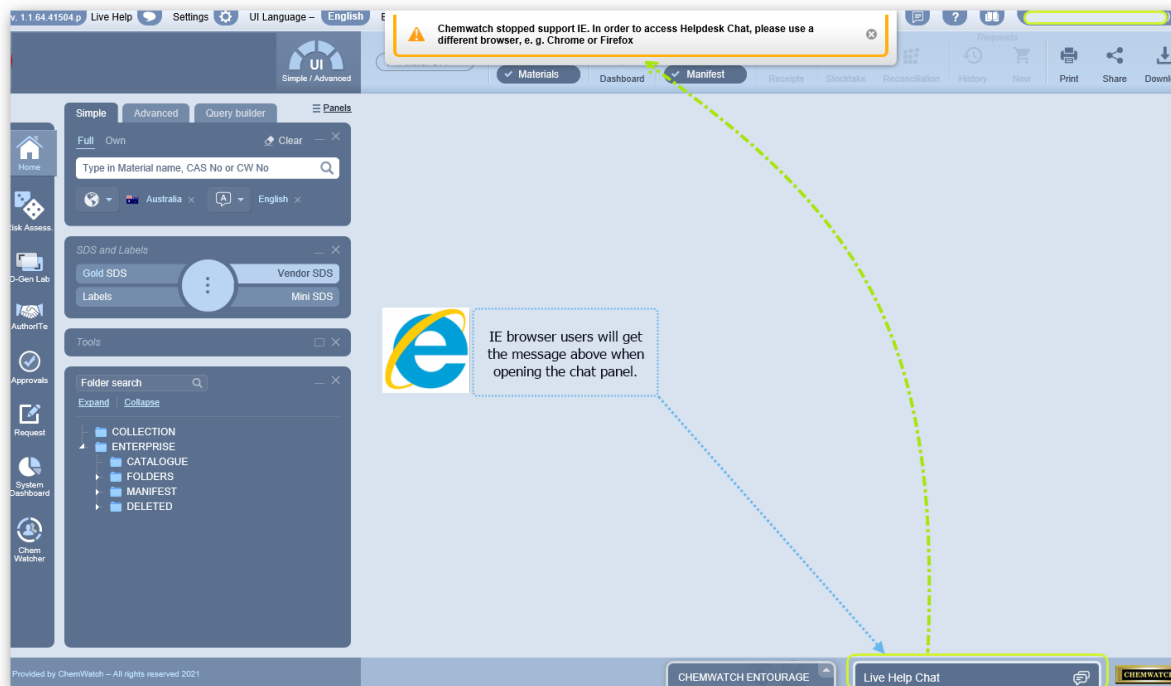 v. 1.1.64.41504.p Live Help Settings UI Language – English
Chemwatch stopped support IE. In order to access Helpdesk Chat, please use a
different browser, e. g. Chrome or Firefox
UI
Simple / Advanced
Requests
Materials Dashboard Manifest Receipts Stocktake Reconciliation History New Print Share
Simple Advanced Query builder Panels
Full Own Clear
Type in Material name, CAS No or CW No
Australia English
Home
Risk Assess.
SDS and Labels
Gold SDS Vendor SDS
Labels Mini SDS
AuthorITe
Tools
Approvals
Folder search
Expand Collapse
Request
COLLECTION
ENTERPRISE
CATALOGUE
FOLDERS
MANIFEST
DELETED
System
Dashboard
Chem
Watcher
IE browser users will get
the message above when
opening the chat panel.
Provided by ChemWatch – All rights reserved 2021
CHEMWATCH ENTOURAGE
Live Help Chat
CHEMWATCH